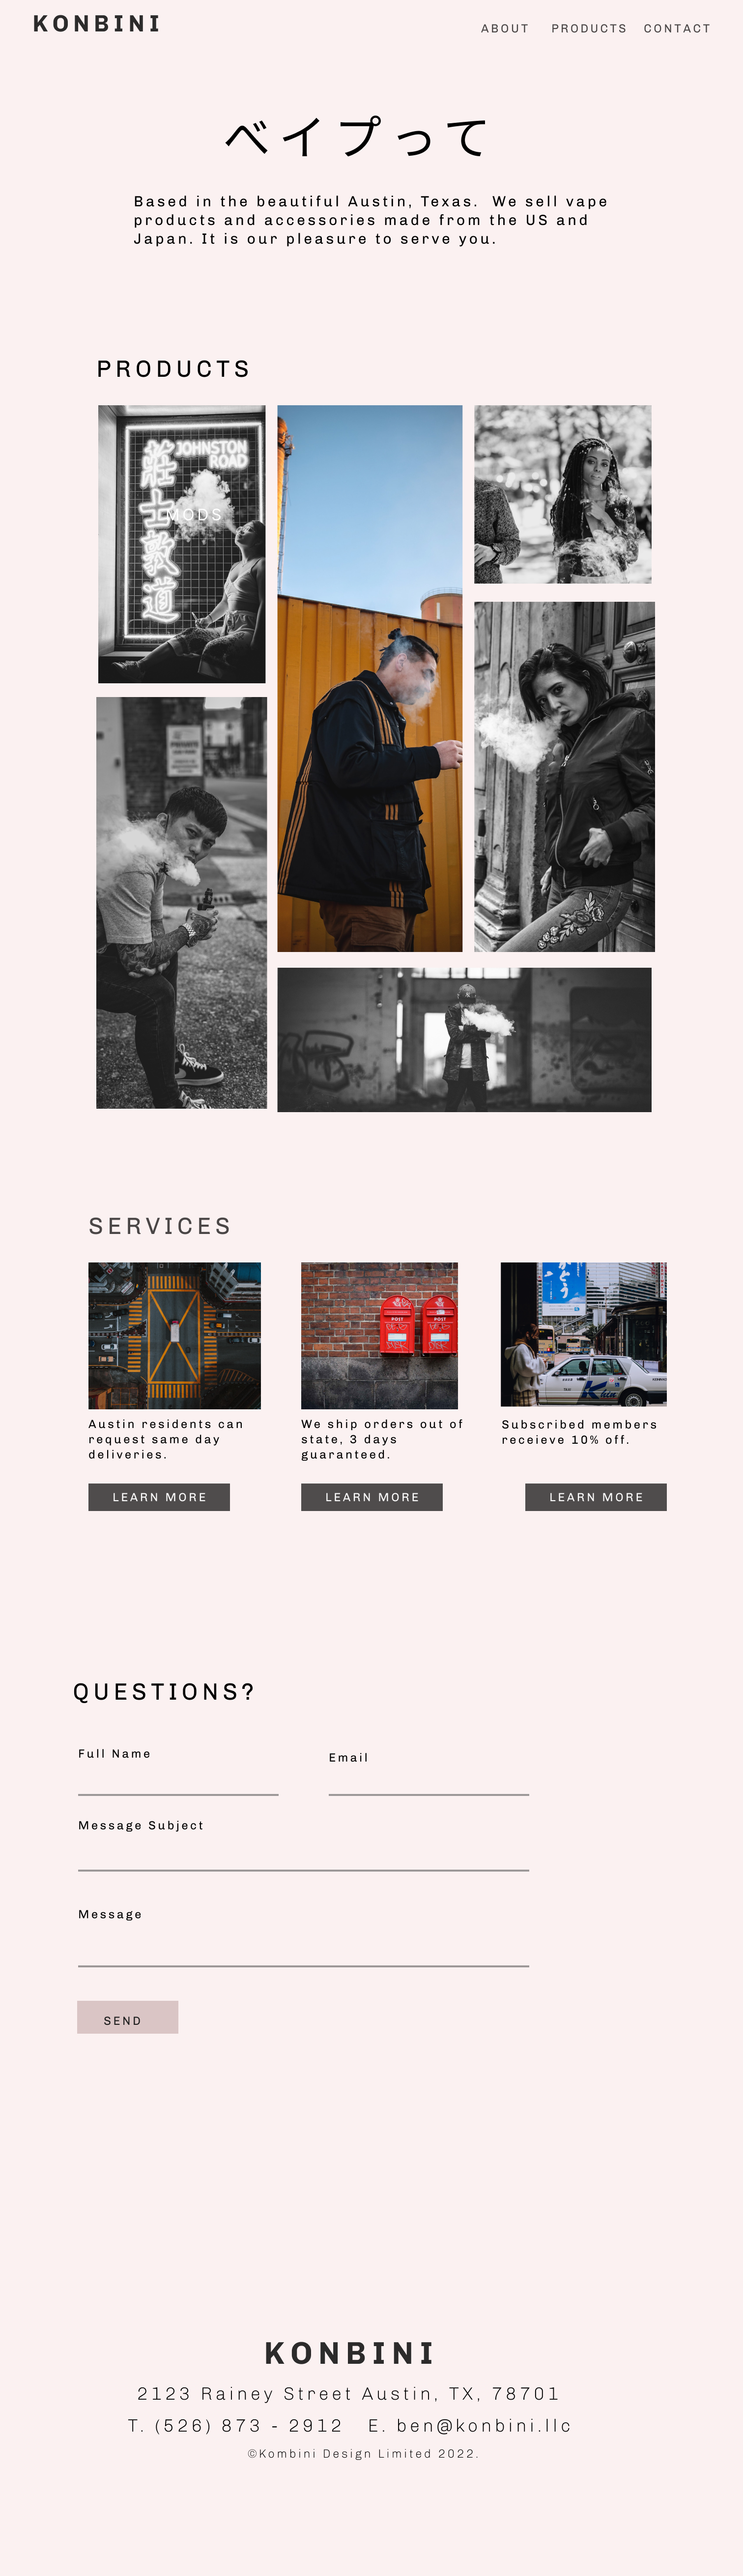 KONBINI
ABOUT PRODUCTS CONTACT
ベイプって
Based in the beautiful Austin, Texas. We sell vape
products and accessories made from the US and
Japan. It is our pleasure to serve you.
PRODUCTS
JOHNSTON
ROAD
MODS
SERVICES
POST POST
Austin residents can
request same day
deliveries.
We ship orders out of
state, 3 days
guaranteed.
Subscribed members
receieve 10% off.
LEARN MORE
LEARN MORE
LEARN MORE
QUESTIONS?
Full Name
Email
Message Subject
Message
SEND
KONBINI
2123 Rainey Street Austin, TX, 78701
T. (526) 873 - 2912 E. ben@konbini.llc
©Kombini Design Limited 2022.